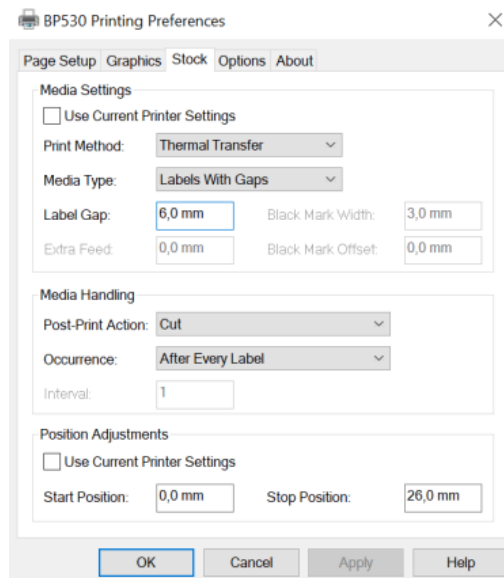 BP530 Printing Preferences
Page Setup Graphics Stock Options About
Media Settings
Use Current Printer Settings
Print Method: Thermal Transfer
Media Type: Labels With Gaps
Label Gap: 6,0 mm Black Mark Width: 3,0 mm
Extra Feed: 0,0 mm Black Mark Offset: 0,0 mm
Media Handling
Post-Print Action: Cut
Occurrence: After Every Label
Interval: 1
Position Adjustments
Use Current Printer Settings
Start Position: 0,0 mm Stop Position: 26,0 mm
OK Cancel Apply Help